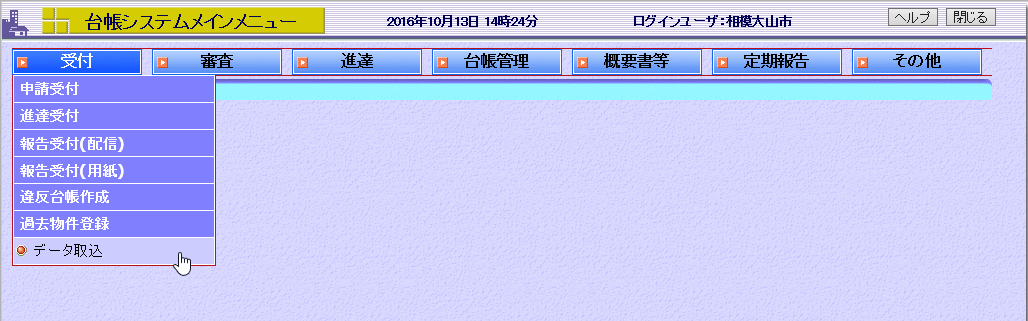 台帳システムメインメニュー 2016年10月13日 14時24分 ログインユーザ:相模大山市 ヘルプ 閉じる
受付 審査 進達 台帳管理 概要書等 定期報告 その他
申請受付
進達受付
報告受付(配信)
報告受付(用紙)
違反台帳作成
過去物件登録
データ取込